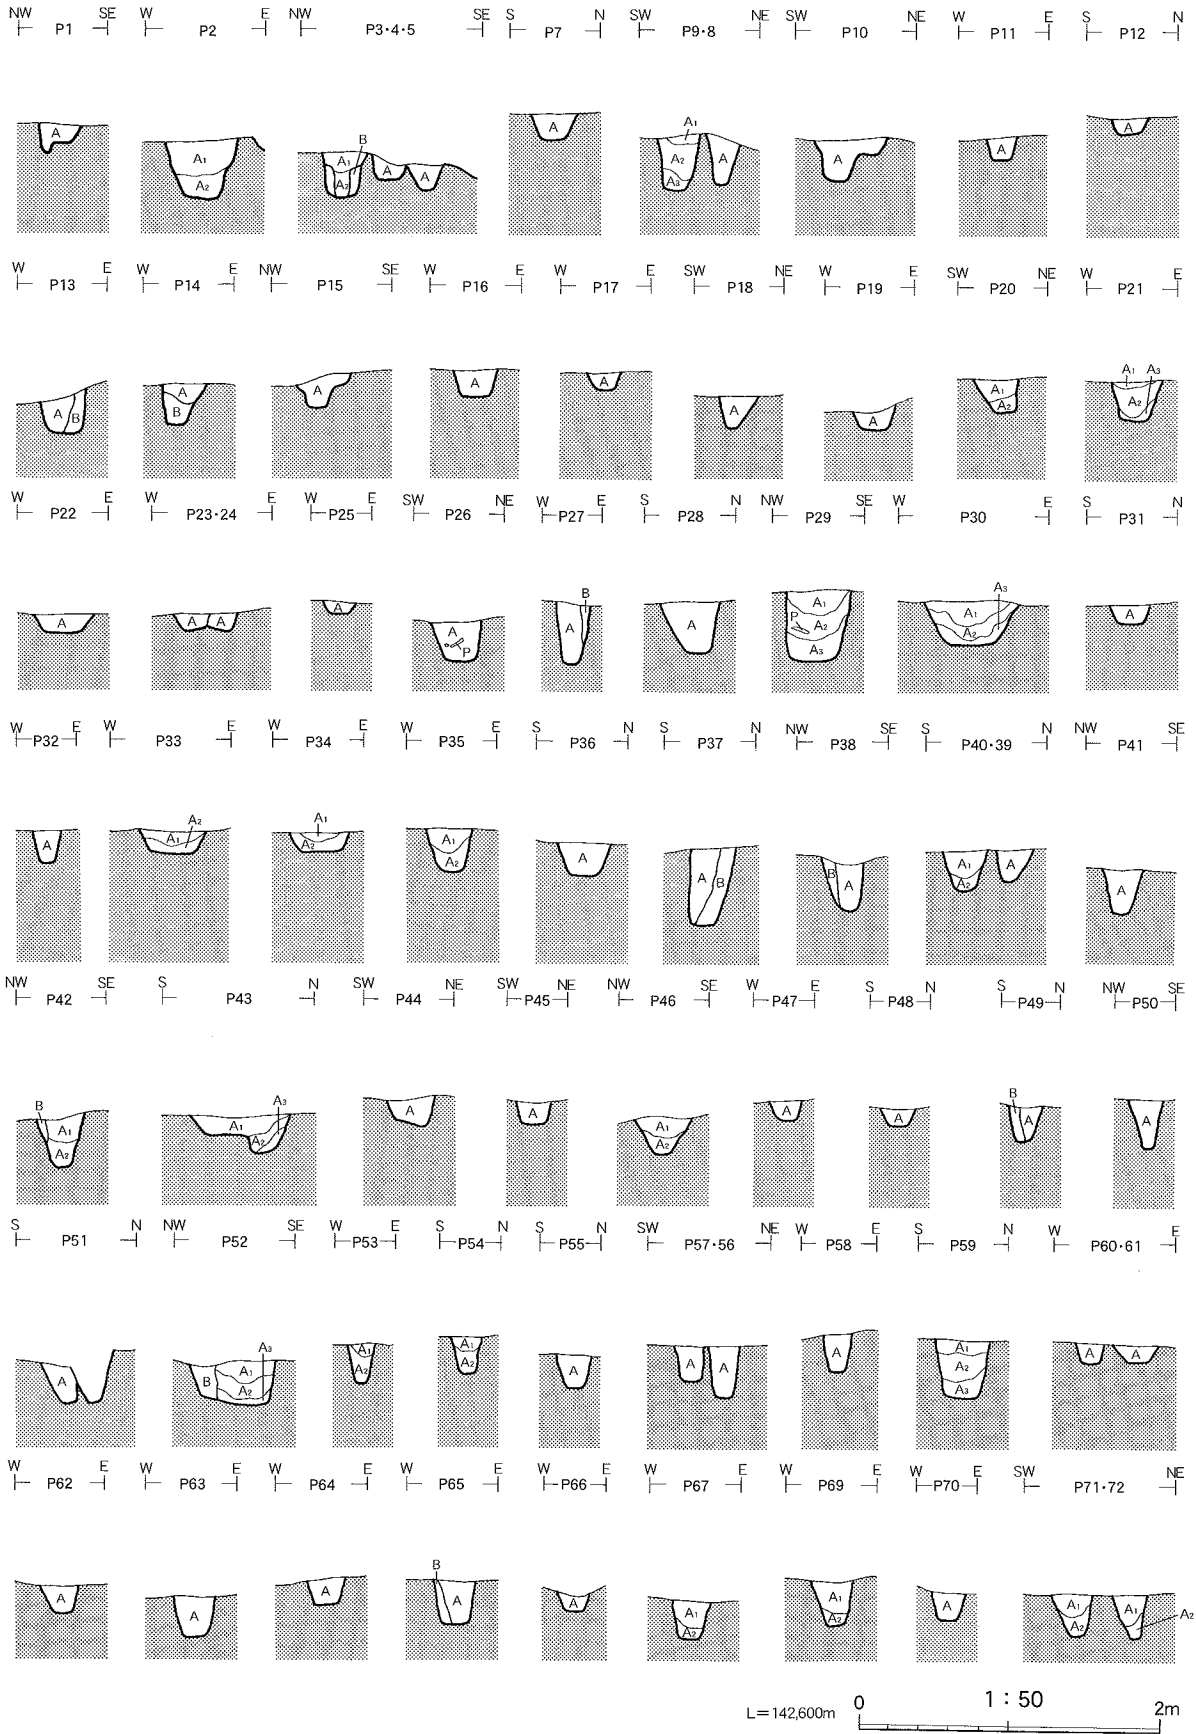 NW P1 SE W P2 E NW P3·4·5 SE S P7 N SW P9·8 NE SW P10 NE W P11 E S P12 N
A A1 A2 A1 A2 B A A A A1 A2 A3 A A A A
W P13 E W P14 E NW P15 SE W P16 E W P17 E SW P18 NE W P19 E SW P20 NE W P21 E
A B A B A A A A A A1 A2 A1 A2 A3
W P22 E W P23·24 E W P25 E SW P26 NE W P27 E S P28 N NW P29 SE W P30 E S P31 N
A A A A A P A B A A1 P A2 A3 A1 A2 A3 A
W P32 E W P33 E W P34 E W P35 E S P36 N S P37 N NW P38 SE S P40·39 N NW P41 SE
A A1 A2 A1 A2 A1 A2 A A B B A A1 A2 A A
NW P42 SE S P43 N SW P44 NE SW P45 NE NW P46 SE W P47 E S P48 N S P49 N NW P50 SE
B A1 A2 A1 A2 A3 A A A1 A2 A A B A A
S P51 N NW P52 SE W P53 E S P54 N S P55 N SW P57·56 NE W P58 E S P59 N W P60·61 E
A B A1 A2 A3 A1 A2 A1 A2 A A A A A1 A2 A3 A A
W P62 E W P63 E W P64 E W P65 E W P66 E W P67 E W P69 E W P70 E SW P71·72 NE
A A A B A A A1 A2 A1 A2 A A1 A2 A1 A2
L=142,600m 0 1:50 2m